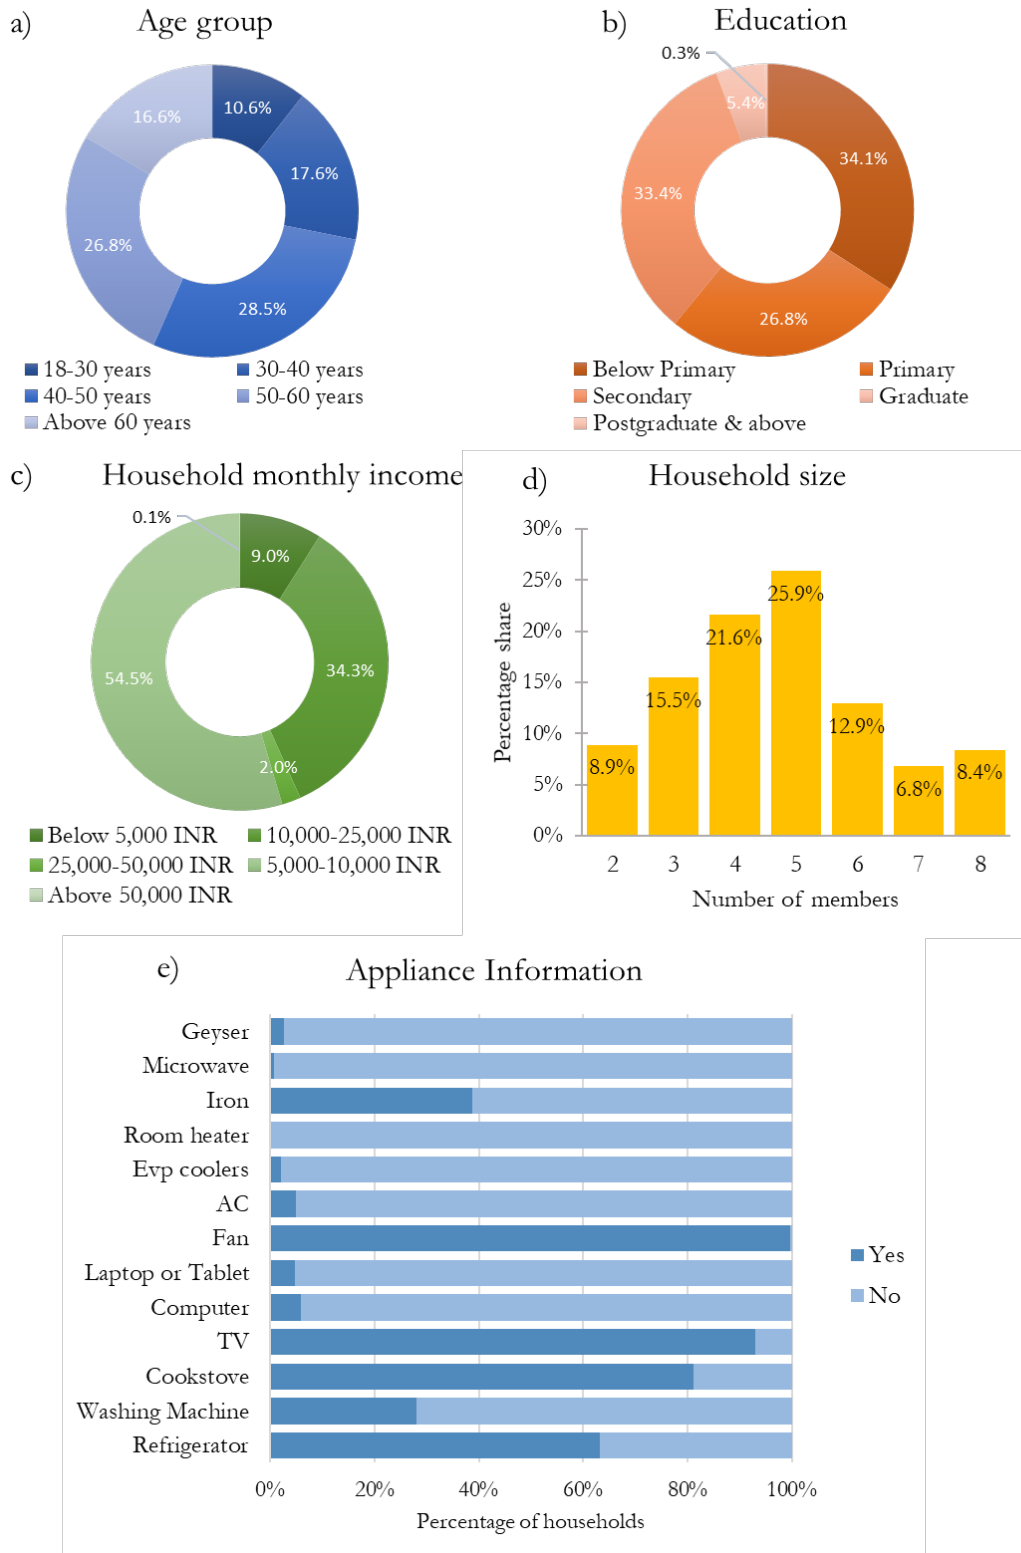 a) Age group
10.6%
17.6%
28.5%
26.8%
16.6%
18-30 years 30-40 years
40-50 years 50-60 years
Above 60 years
b) Education
0.3%
5.4%
34.1%
33.4%
26.8%
Below Primary Primary
Secondary Graduate
Postgraduate & above
c) Household monthly income
0.1%
9.0%
34.3%
54.5%
2.0%
Below 5,000 INR 10,000-25,000 INR
25,000-50,000 INR 5,000-10,000 INR
Above 50,000 INR
d) Household size
Percentage share
30%
25%
20%
15%
10%
5%
0%
8.9%
15.5%
21.6%
25.9%
12.9%
6.8%
8.4%
2 3 4 5 6 7 8
Number of members
e) Appliance Information
Geyser
Microwave
Iron
Room heater
Evp coolers
AC
Fan
Laptop or Tablet
Computer
TV
Cookstove
Washing Machine
Refrigerator
Yes
No
0% 20% 40% 60% 80% 100%
Percentage of households